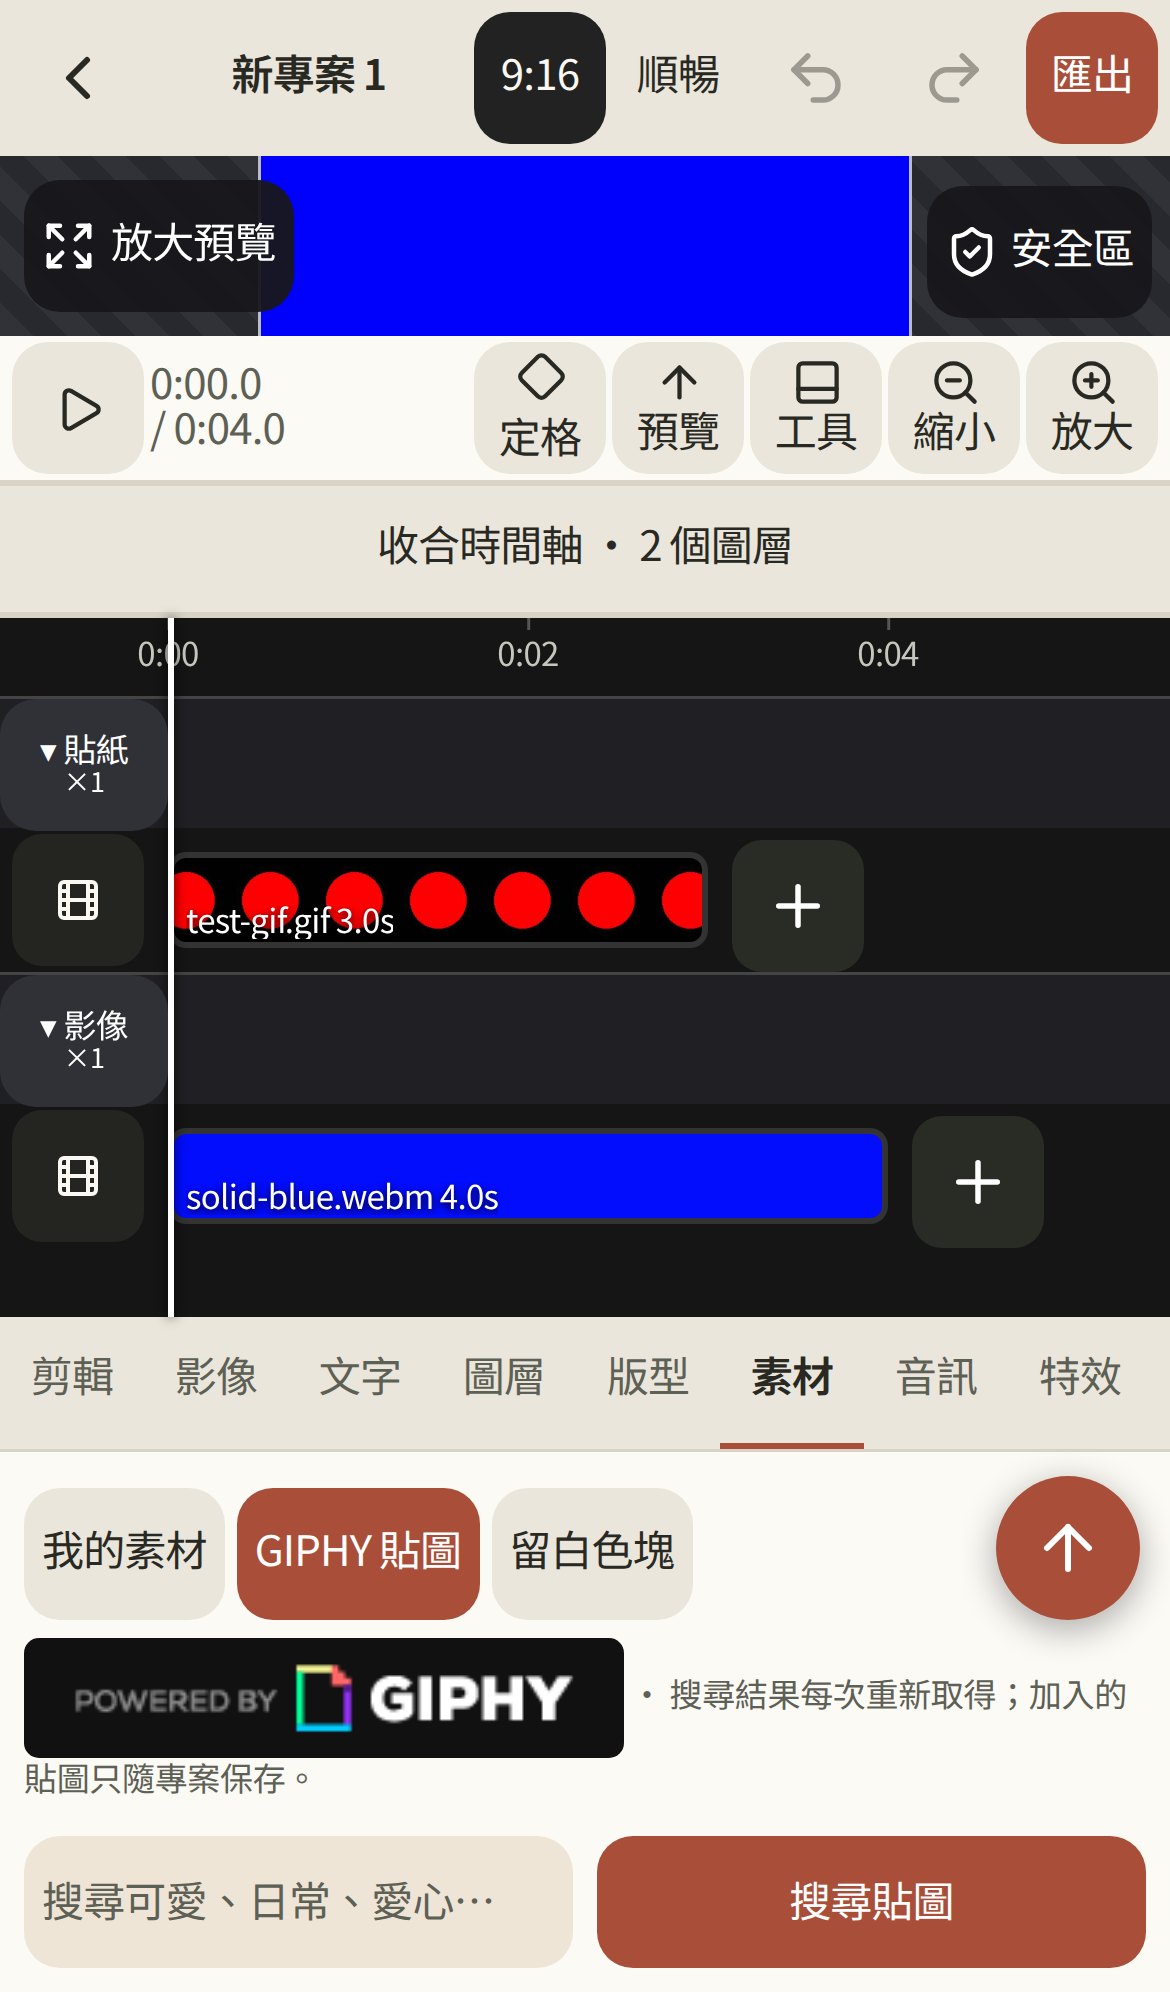 新專案 1
9:16
順暢
匯出
放大預覽
安全區
0:00.0
/ 0:04.0
定格
預覽
工具
縮小
放大
收合時間軸 · 2 個圖層
0:00
0:02
0:04
▾ 貼紙
×1
test-gif.gif 3.0s
▾ 影像
×1
solid-blue.webm 4.0s
剪輯
影像
文字
圖層
版型
素材
音訊
特效
我的素材
GIPHY 貼圖
留白色塊
POWERED BY GIPHY
· 搜尋結果每次重新取得；加入的
貼圖只隨專案保存。
搜尋可愛、日常、愛心…
搜尋貼圖